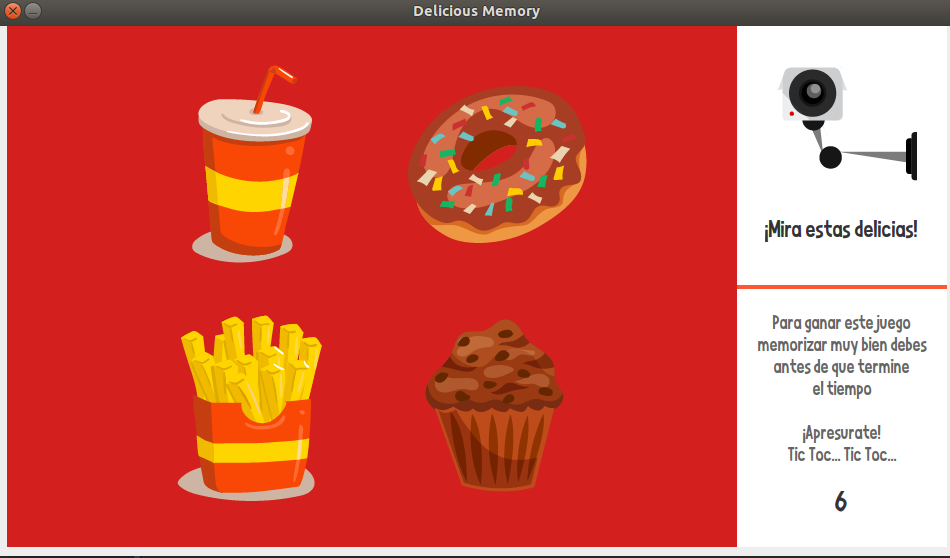 Delicious Memory
¡Mira estas delicias!
Para ganar este juego
memorizar muy bien debes
antes de que termine
el tiempo
¡Apresurate!
Tic Toc... Tic Toc...
6